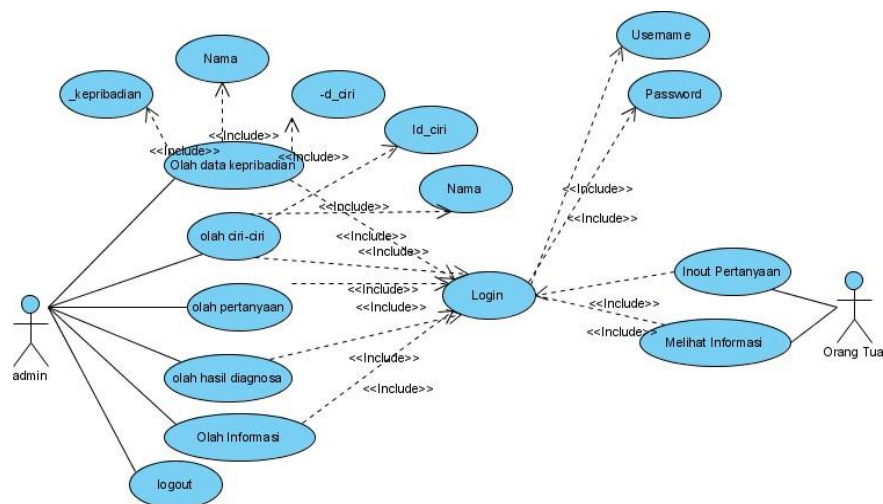 Username
Nama
Password
_kepribadian
-d_ciri
Id_ciri
<<Include>>
<<Include>>
<<Include>>
Olah data kepribadian
<<Include>>
Nama
<<Include>>
<<Include>>
olah ciri-ciri
<<Include>>
<<Include>>
Inout Pertanyaan
olah pertanyaan
<<Include>>
Login
<<Include>>
<<Include>>
<<Include>>
Melihat Informasi
Orang Tua
admin
olah hasil diagnosa
<<Include>>
<<Include>>
Olah Informasi
logout